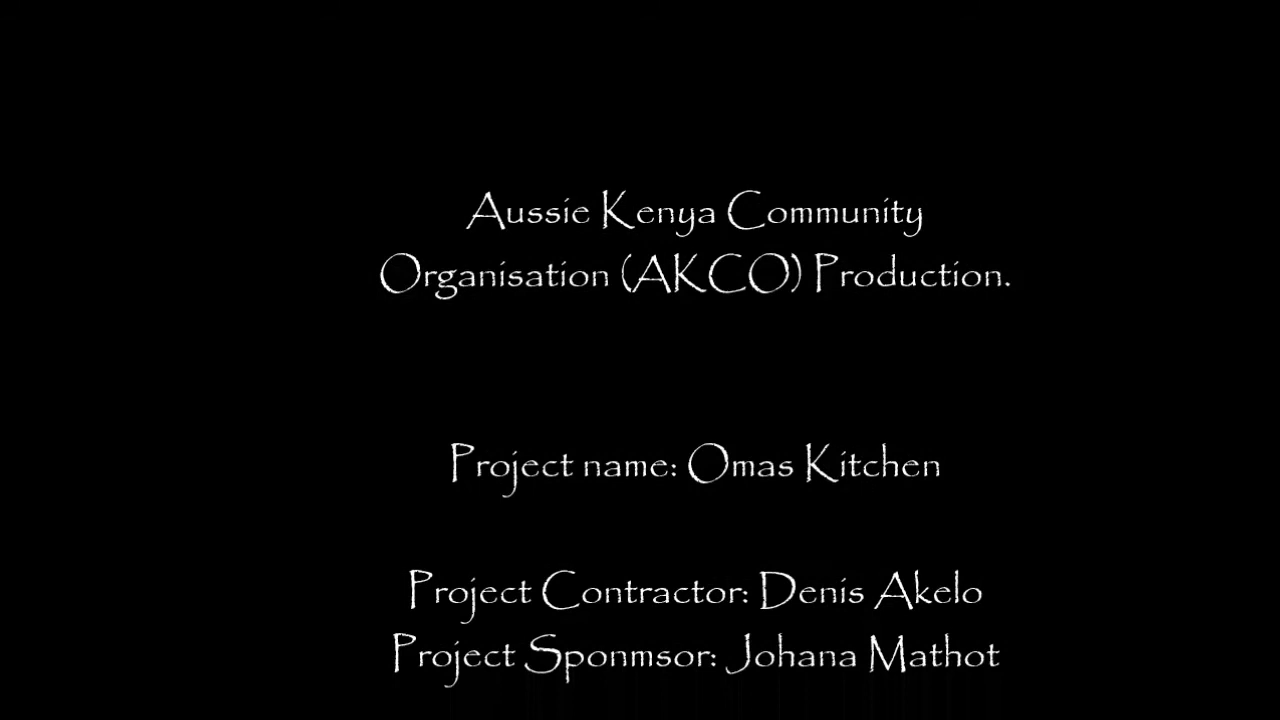 Aussie Kenya Community
Organisation (AKCO) Production.
Project name: Omas Kitchen
Project Contractor: Denis Akelo
Project Sponmsor: Johana Mathot